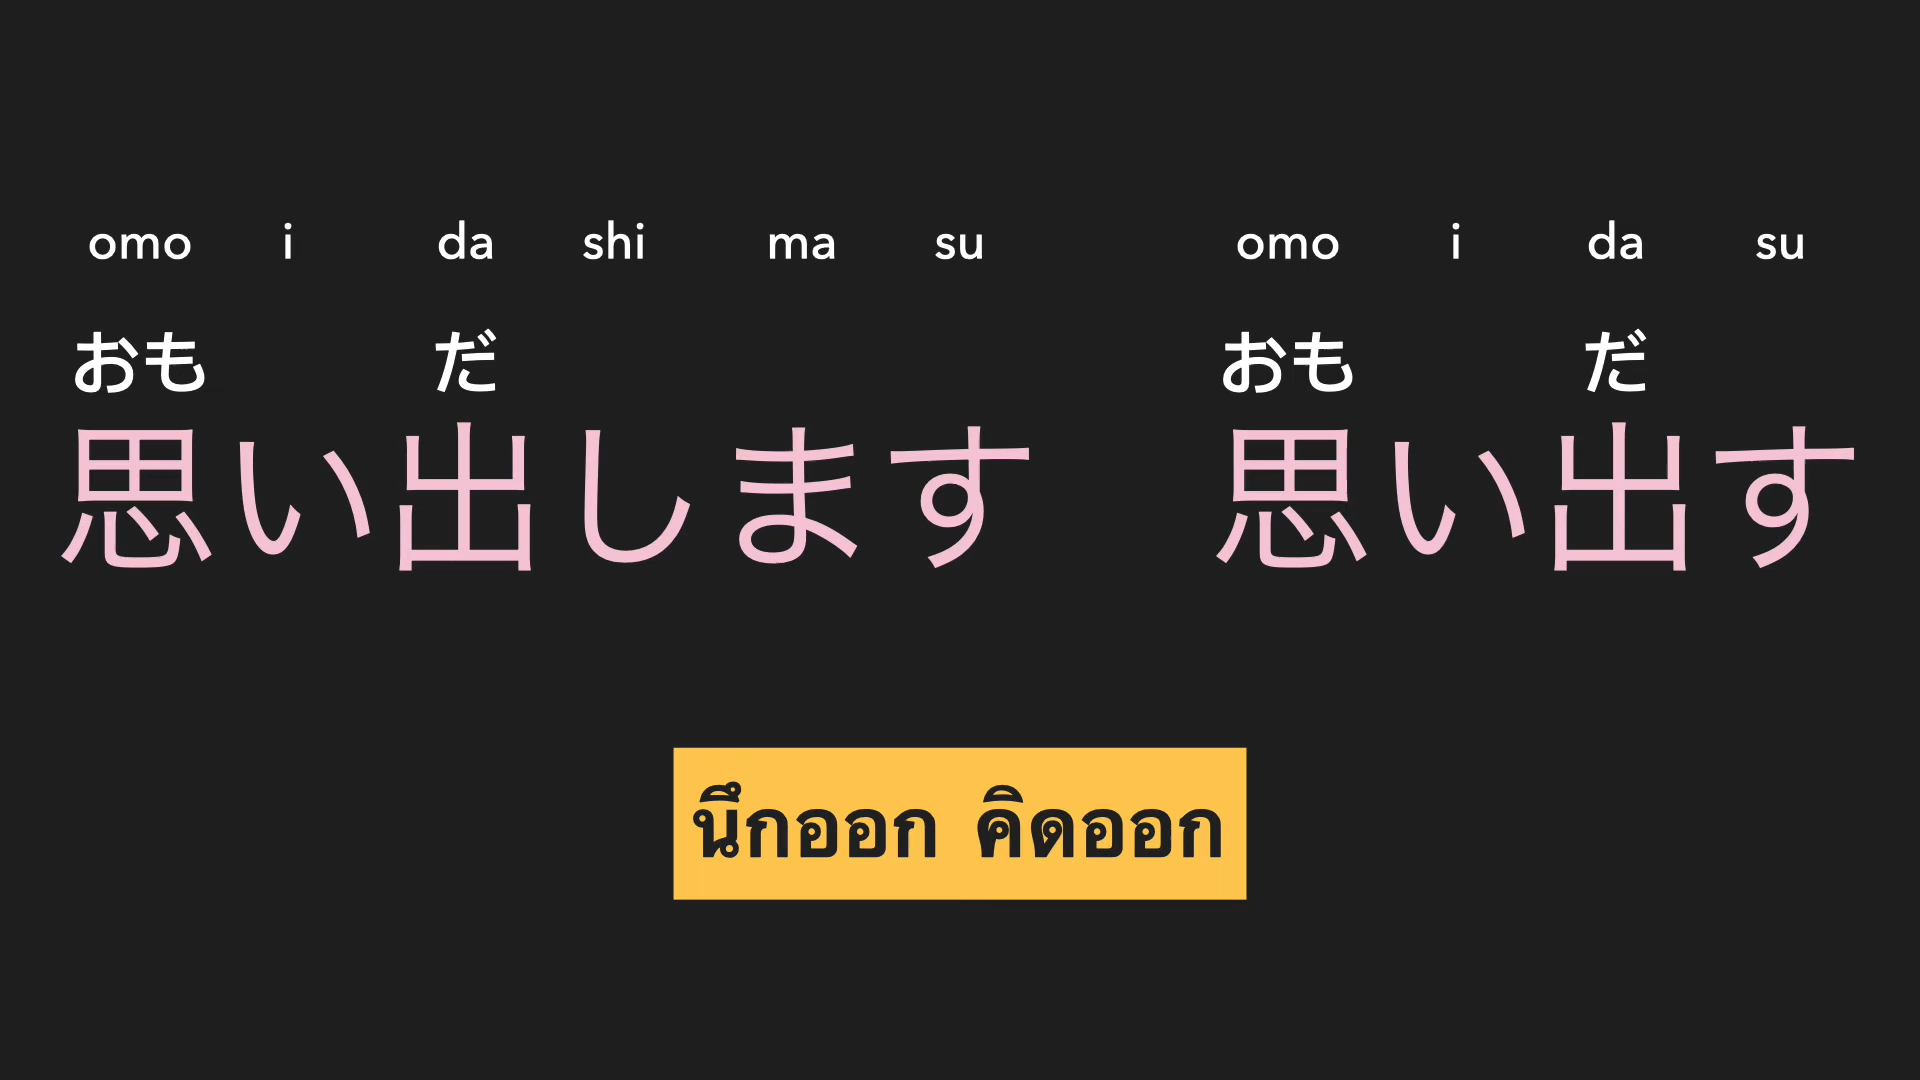 omo i da shi ma su omo i da su
おも だ おも だ
思い出します 思い出す
นึกออก คิดออก